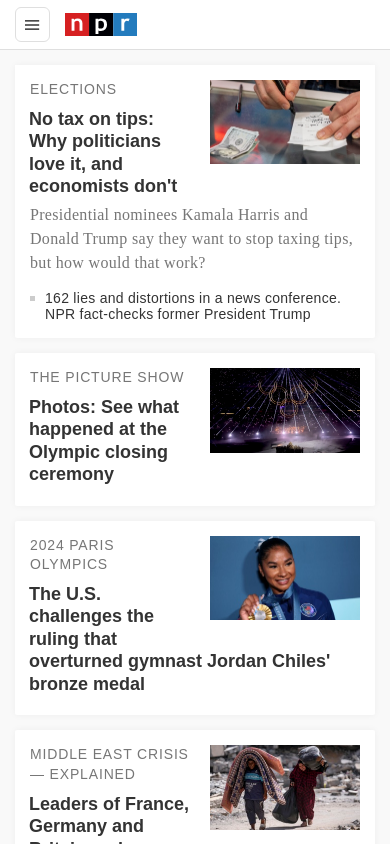 npr
ELECTIONS
No tax on tips:
Why politicians
love it, and
economists don't
Presidential nominees Kamala Harris and
Donald Trump say they want to stop taxing tips,
but how would that work?
162 lies and distortions in a news conference.
NPR fact-checks former President Trump
THE PICTURE SHOW
Photos: See what
happened at the
Olympic closing
ceremony
2024 PARIS
OLYMPICS
The U.S.
challenges the
ruling that
overturned gymnast Jordan Chiles'
bronze medal
MIDDLE EAST CRISIS
— EXPLAINED
Leaders of France,
Germany and